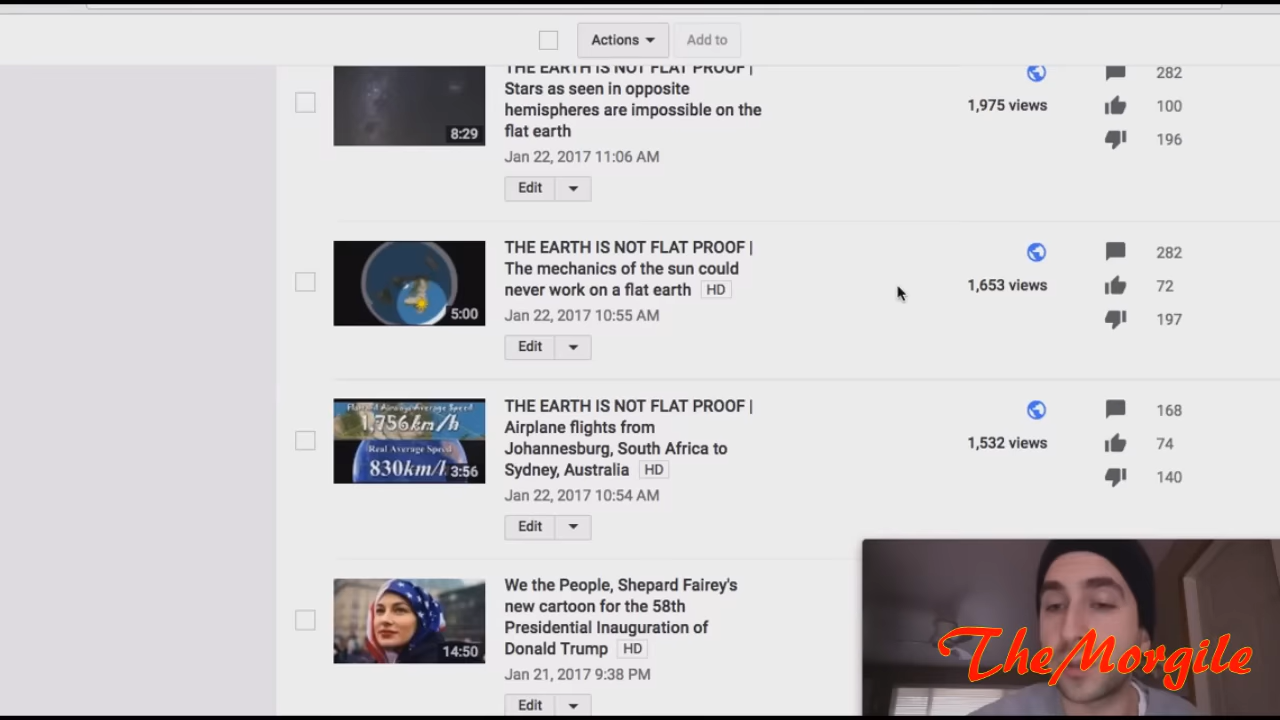 Actions
Add to
THE EARTH IS NOT FLAT PROOF |
Stars as seen in opposite
hemispheres are impossible on the
flat earth
Jan 22, 2017 11:06 AM
Edit
8:29
1,975 views
282
100
196
THE EARTH IS NOT FLAT PROOF |
The mechanics of the sun could
never work on a flat earth HD
Jan 22, 2017 10:55 AM
Edit
5:00
1,653 views
282
72
197
1,756km/h
Real Average Speed
830km/h
3:56
THE EARTH IS NOT FLAT PROOF |
Airplane flights from
Johannesburg, South Africa to
Sydney, Australia HD
Jan 22, 2017 10:54 AM
Edit
1,532 views
168
74
140
We the People, Shepard Fairey's
new cartoon for the 58th
Presidential Inauguration of
Donald Trump HD
Jan 21, 2017 9:38 PM
Edit
14:50
TheMorgile